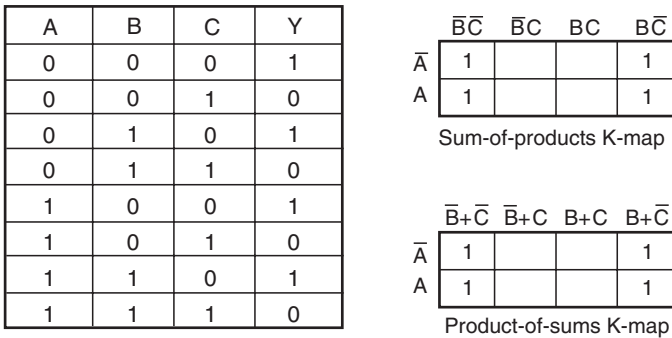 A B C Y
0 0 0 1
0 0 1 0
0 1 0 1
0 1 1 0
1 0 0 1
1 0 1 0
1 1 0 1
1 1 1 0
B̅C̅ B̅C BC BC̅
A̅ 1 1
A 1 1
Sum-of-products K-map
B̅+C̅ B̅+C B+C B+C̅
A̅ 1 1
A 1 1
Product-of-sums K-map